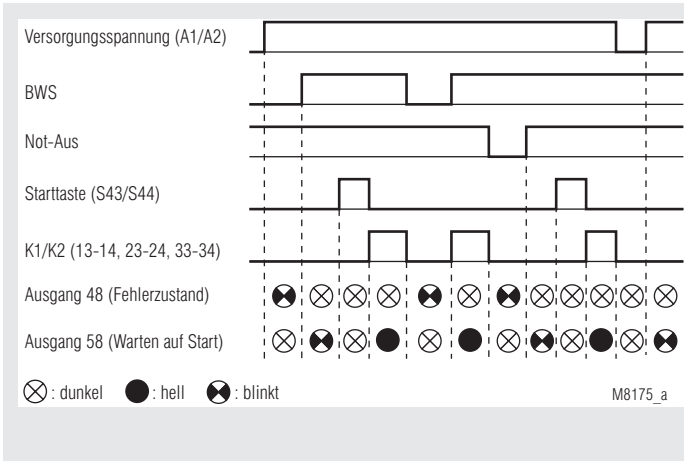 Versorgungsspannung (A1/A2)
BWS
Not-Aus
Starttaste (S43/S44)
K1/K2 (13-14, 23-24, 33-34)
Ausgang 48 (Fehlerzustand)
Ausgang 58 (Warten auf Start)
: dunkel : hell : blinkt
M8175_a